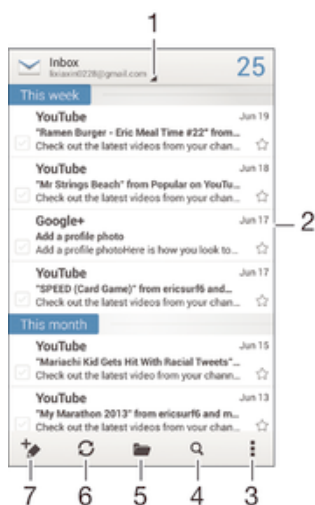 1
Inbox
lixiaxin0228@gmail.com
25
This week
YouTube
Jun 19
"Ramen Burger - Eric Meal Time #22" from...
Check out the latest videos from your chan...
YouTube
Jun 18
"Mr Strings Beach" from Popular on YouTu...
Check out the latest videos from your chan...
Google+
Jun 17
Add a profile photo
Add a profile photoHere is how you look to...
2
YouTube
Jun 17
"SPEED (Card Game)" from ericsurf6 and...
Check out the latest videos from your chan...
This month
YouTube
Jun 15
"Mariachi Kid Gets Hit With Racial Tweets"...
Check out the latest videos from your chann...
YouTube
Jun 13
"My Marathon 2013" from ericsurf6 and m...
Check out the latest videos from your chan...
7 6 5 4 3